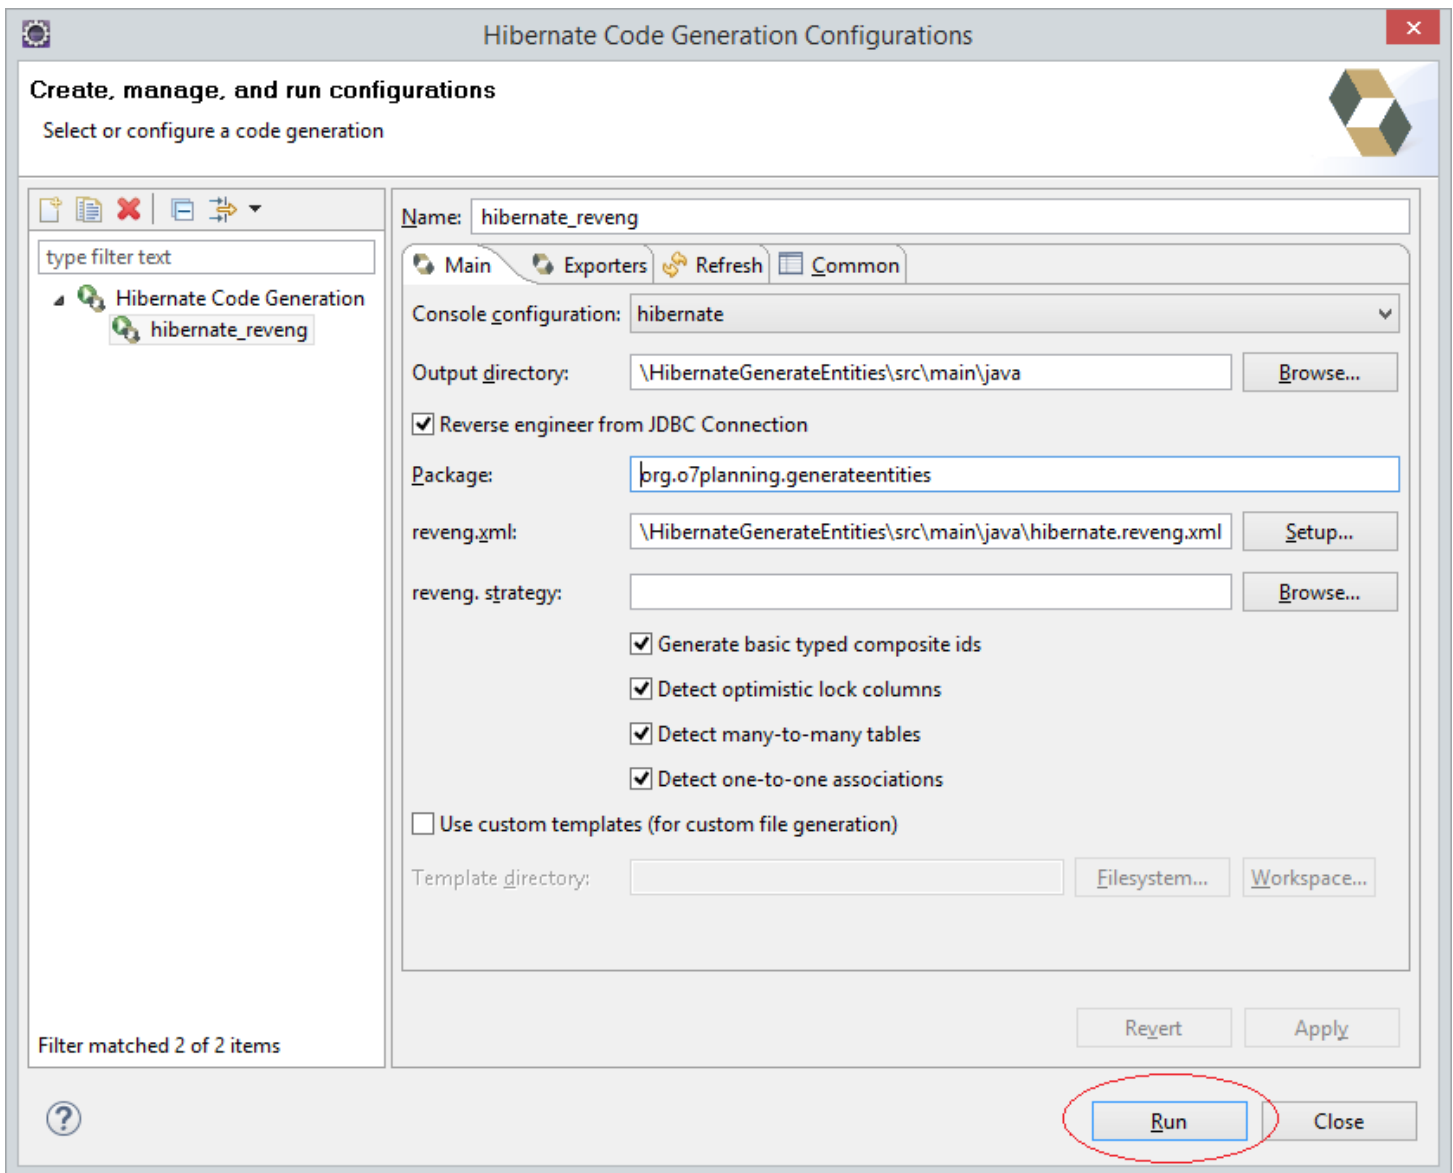 Hibernate Code Generation Configurations
Create, manage, and run configurations
Select or configure a code generation
type filter text
Hibernate Code Generation
hibernate_reveng
Filter matched 2 of 2 items
Name: hibernate_reveng
Main Exporters Refresh Common
Console configuration: hibernate
Output directory: \HibernateGenerateEntities\src\main\java Browse...
Reverse engineer from JDBC Connection
Package: org.o7planning.generateentities
reveng.xml: \HibernateGenerateEntities\src\main\java\hibernate.reveng.xml Setup...
reveng. strategy: Browse...
Generate basic typed composite ids
Detect optimistic lock columns
Detect many-to-many tables
Detect one-to-one associations
Use custom templates (for custom file generation)
Template directory: Filesystem... Workspace...
Revert Apply
? Run Close